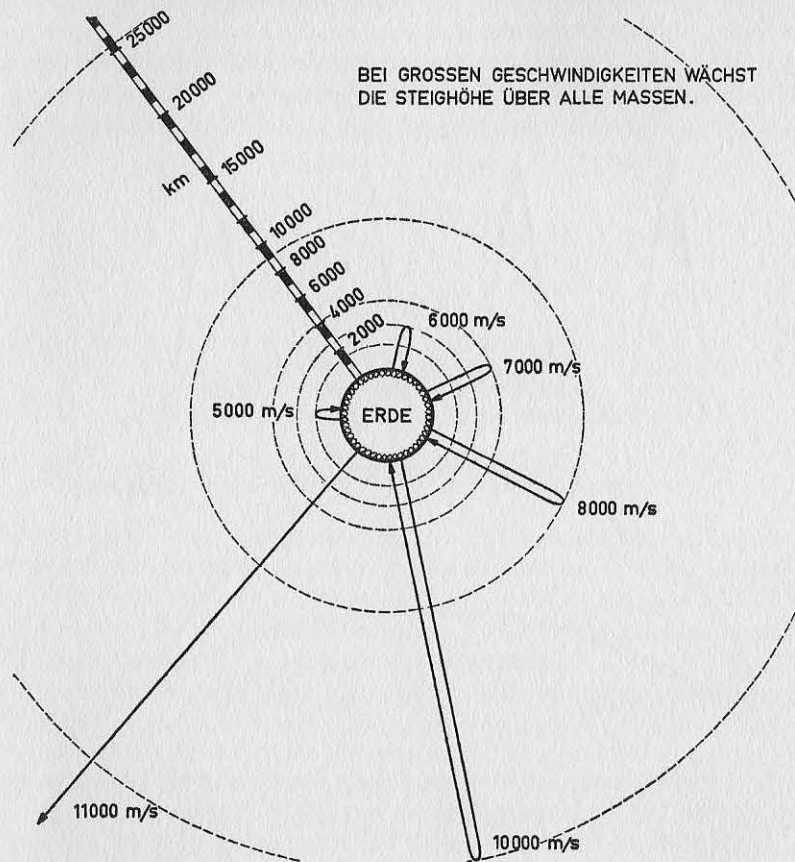 25000
20000
15000
km
10000
8000
6000
4000
2000
BEI GROSSEN GESCHWINDIGKEITEN WÄCHST
DIE STEIGHÖHE ÜBER ALLE MASSEN.
6000 m/s
7000 m/s
5000 m/s
ERDE
8000 m/s
11000 m/s
10000 m/s